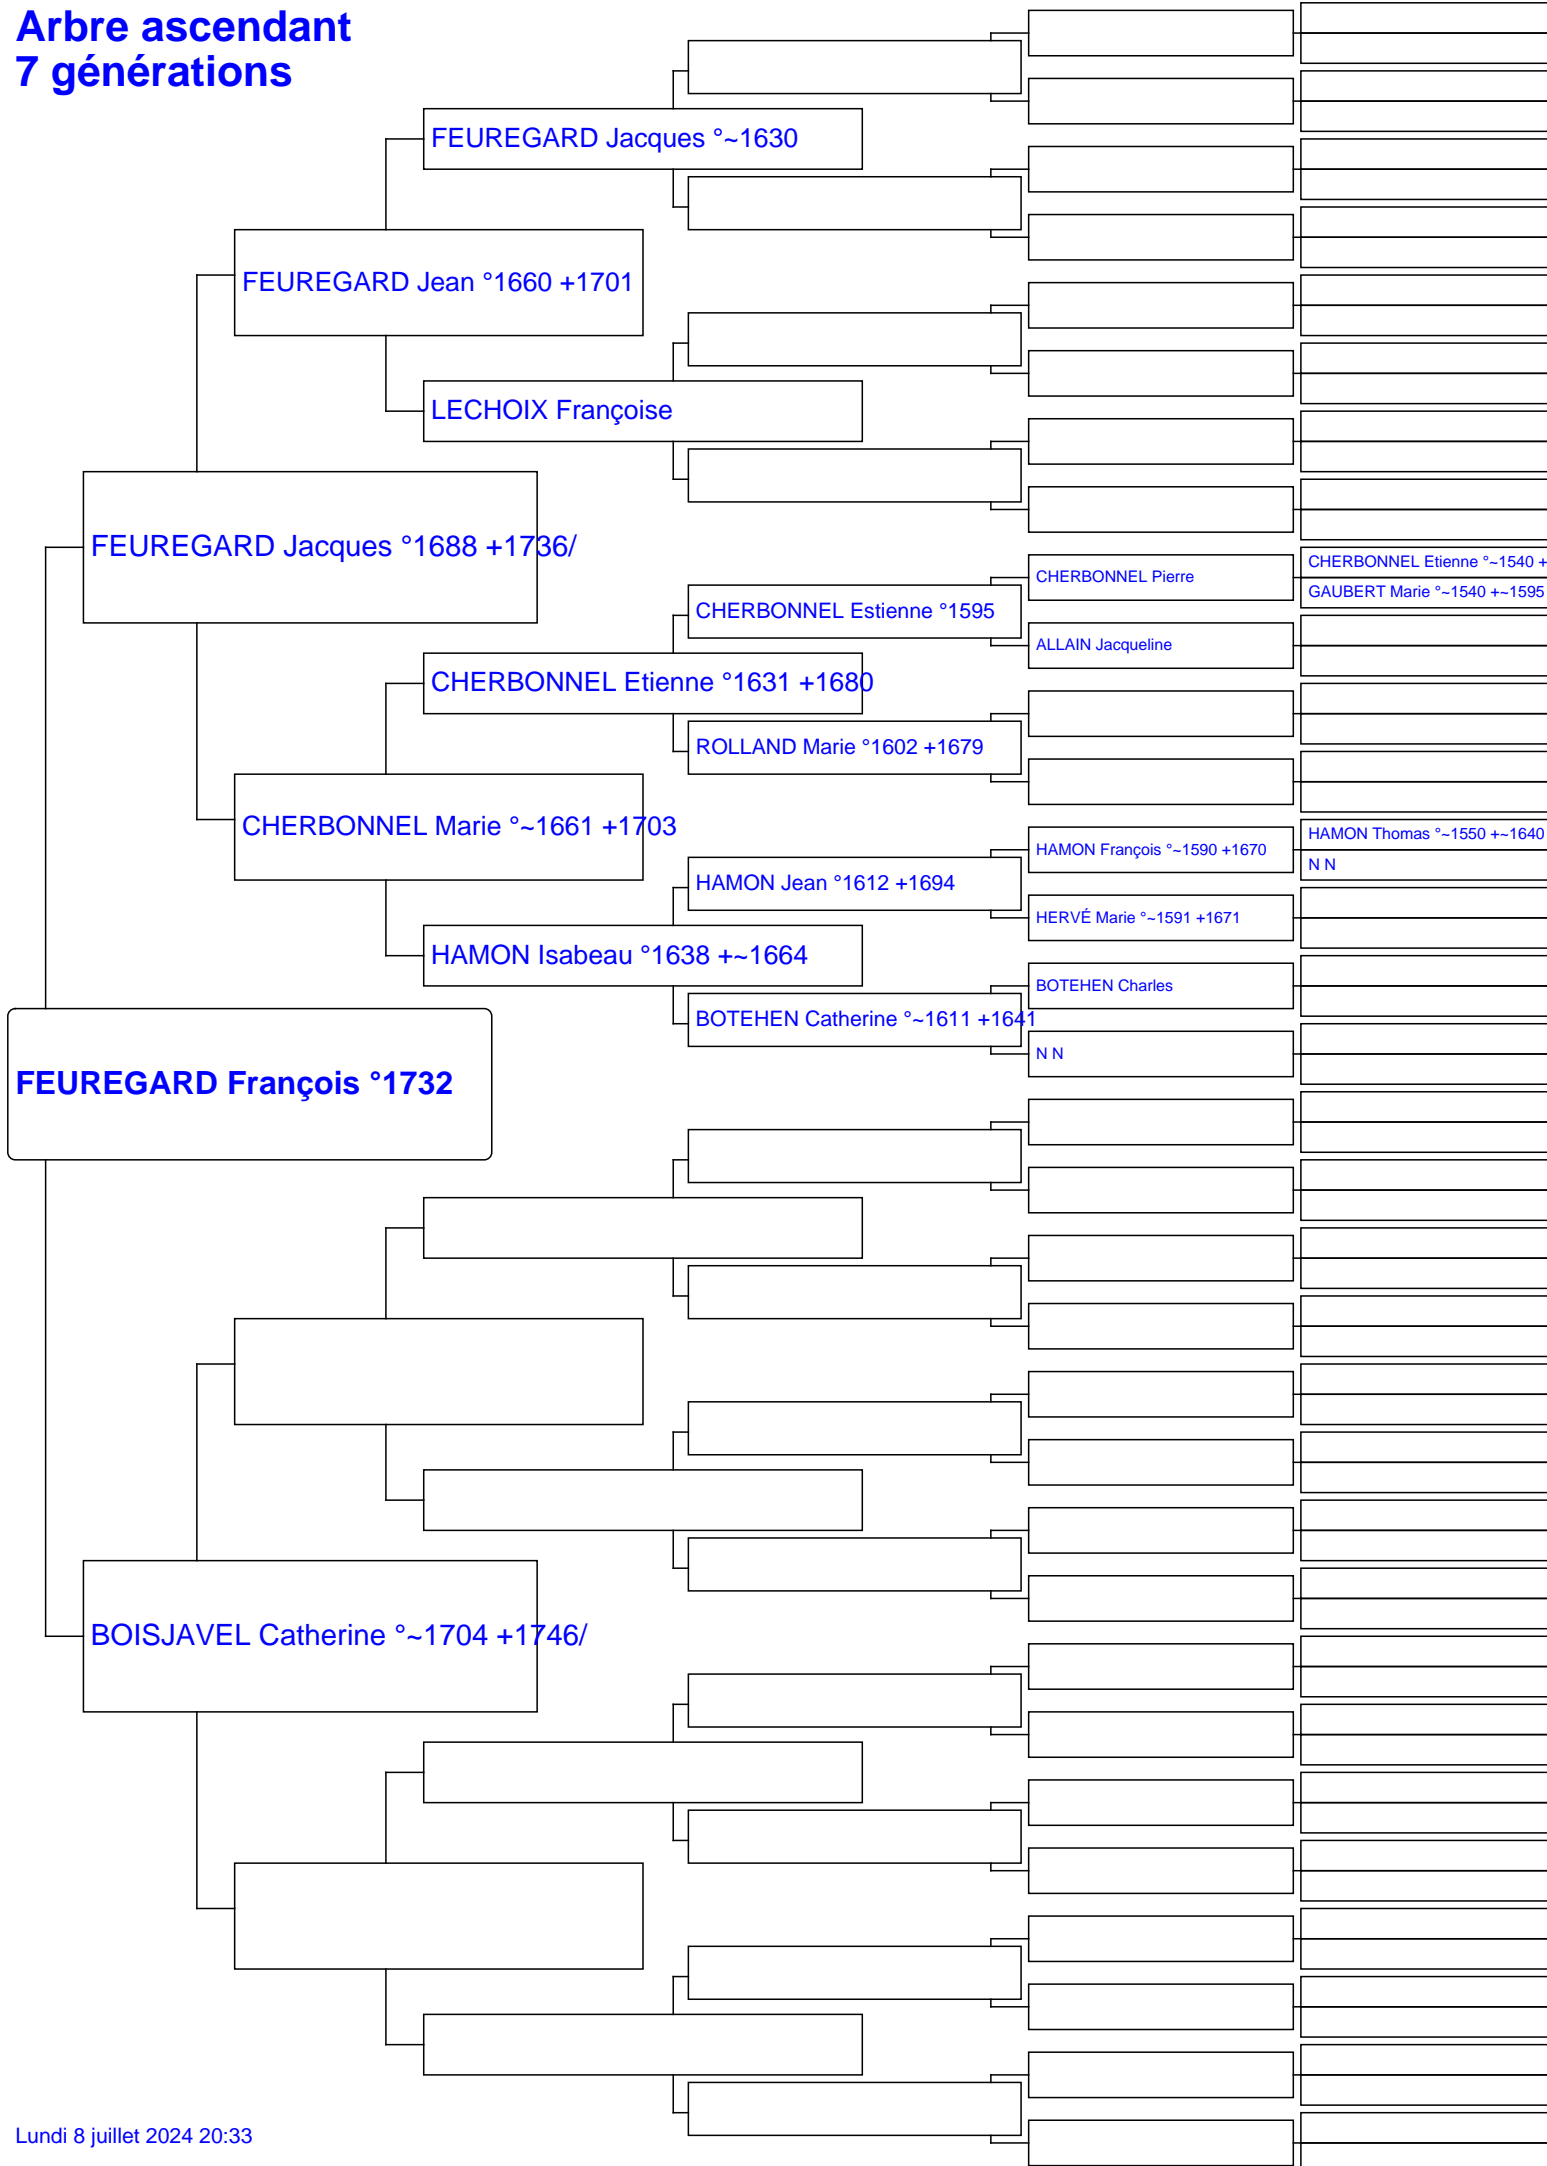 Arbre ascendant
7 générations
FEUREGARD Jacques °~1630
FEUREGARD Jean °1660 +1701
LECHOIX Françoise
FEUREGARD Jacques °1688 +1736/
CHERBONNEL Etienne °~1540 +
CHERBONNEL Pierre
GAUBERT Marie °~1540 +~1595
CHERBONNEL Estienne °1595
ALLAIN Jacqueline
CHERBONNEL Etienne °1631 +1680
ROLLAND Marie °1602 +1679
CHERBONNEL Marie °~1661 +1703
HAMON Thomas °~1550 +~1640
HAMON François °~1590 +1670
N N
HAMON Jean °1612 +1694
HERVÉ Marie °~1591 +1671
HAMON Isabeau °1638 +~1664
BOTEHEN Charles
BOTEHEN Catherine °~1611 +1641
N N
FEUREGARD François °1732
BOISJAVEL Catherine °~1704 +1746/
Lundi 8 juillet 2024 20:33